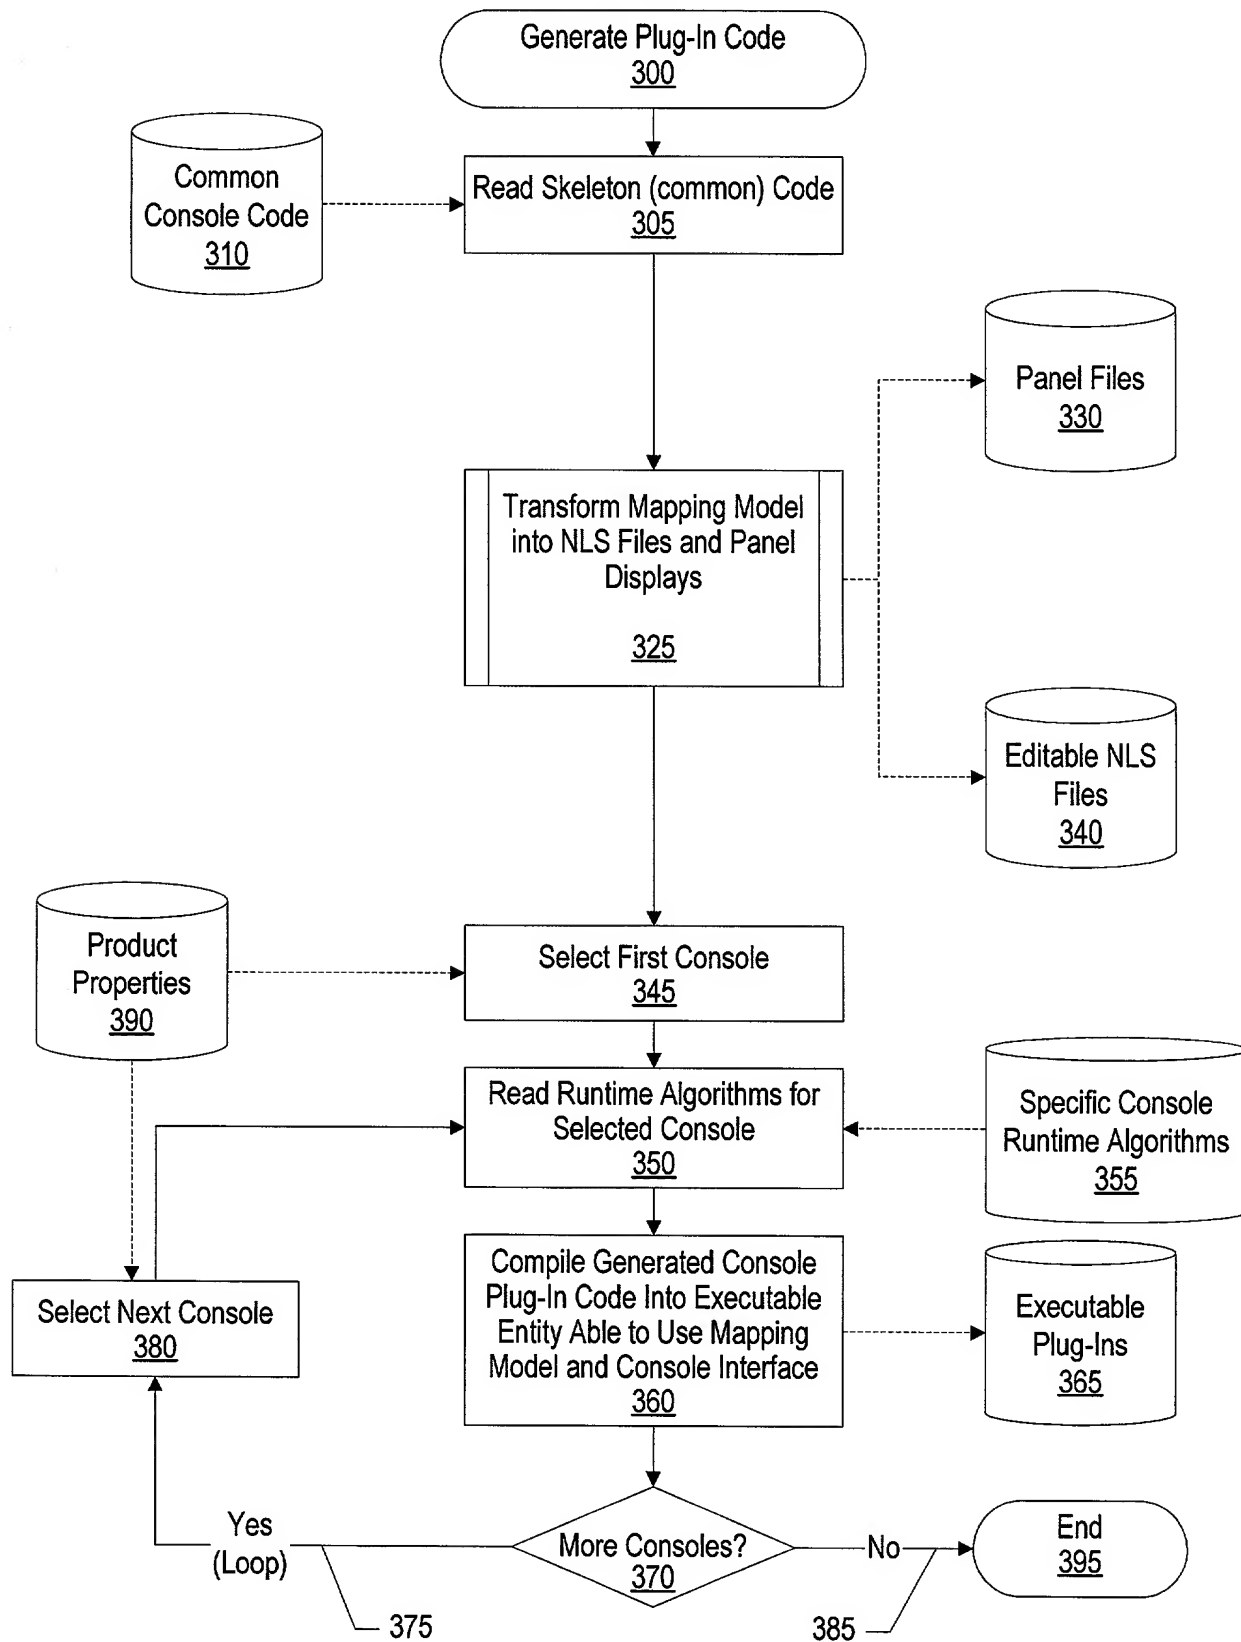 Generate Plug-In Code
300
Common
Console Code
310
Read Skeleton (common) Code
305
Panel Files
330
Transform Mapping Model
into NLS Files and Panel
Displays
325
Editable NLS
Files
340
Product
Properties
390
Select First Console
345
Read Runtime Algorithms for
Selected Console
350
Specific Console
Runtime Algorithms
355
Compile Generated Console
Plug-In Code Into Executable
Entity Able to Use Mapping
Model and Console Interface
360
Executable
Plug-Ins
365
Select Next Console
380
Yes
(Loop)
More Consoles?
370
No
End
395
375
385